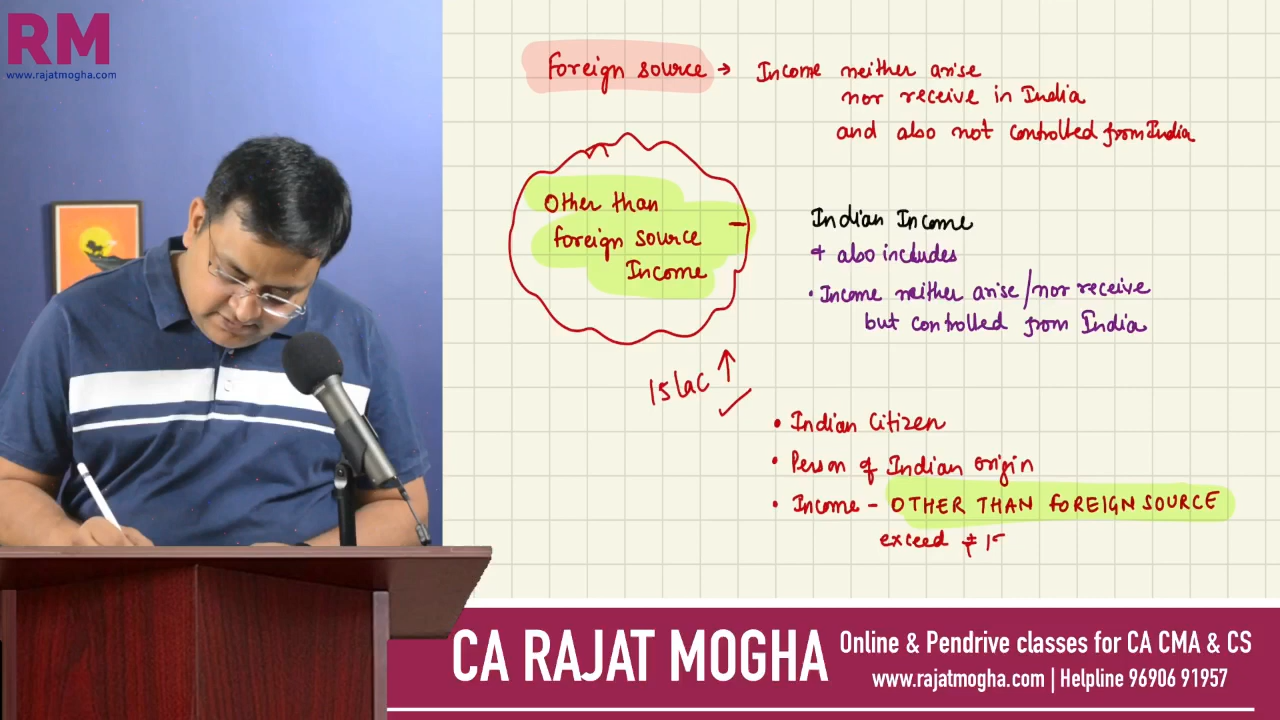 RM
www.rajatmogha.com
Foreign source → Income neither arise
nor receive in India
and also not controlled from India
Other than
foreign source
Income
Indian Income
+ also includes
• Income neither arise/nor receive
but controlled from India
15 lac ↑
• Indian Citizen
• Person of Indian origin
• Income - OTHER THAN FOREIGN SOURCE
exceed ₹ 15
CA RAJAT MOGHA
Online & Pendrive classes for CA CMA & CS
www.rajatmogha.com | Helpline 96906 91957